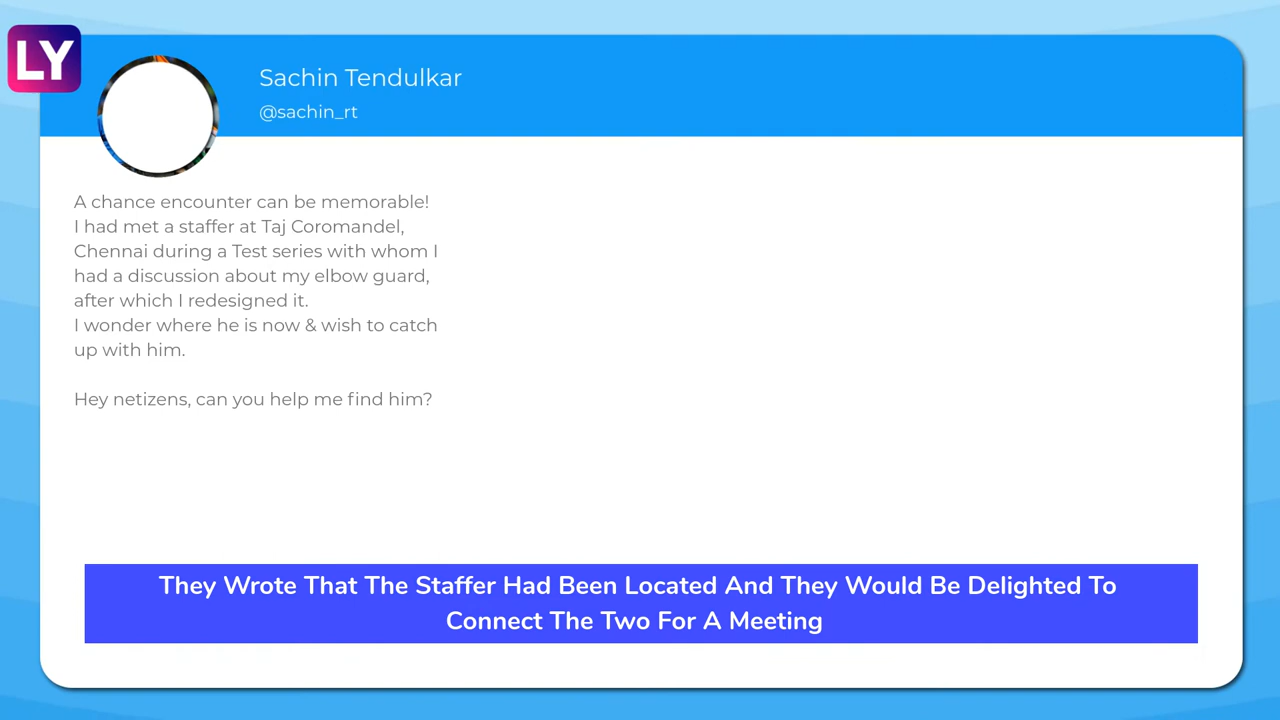 LY
Sachin Tendulkar
@sachin_rt
A chance encounter can be memorable!
I had met a staffer at Taj Coromandel,
Chennai during a Test series with whom I
had a discussion about my elbow guard,
after which I redesigned it.
I wonder where he is now & wish to catch
up with him.
Hey netizens, can you help me find him?
They Wrote That The Staffer Had Been Located And They Would Be Delighted To
Connect The Two For A Meeting